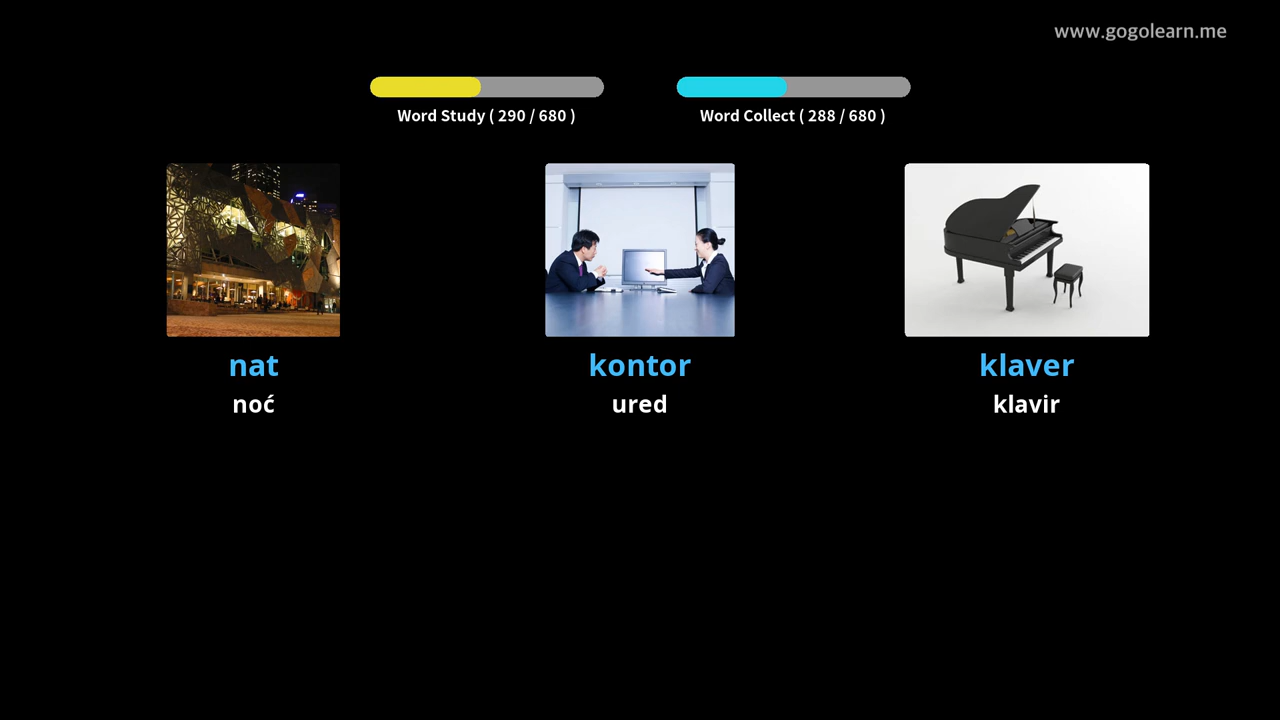 www.gogolearn.me
Word Study ( 290 / 680 )
Word Collect ( 288 / 680 )
nat
noć
kontor
ured
klaver
klavir